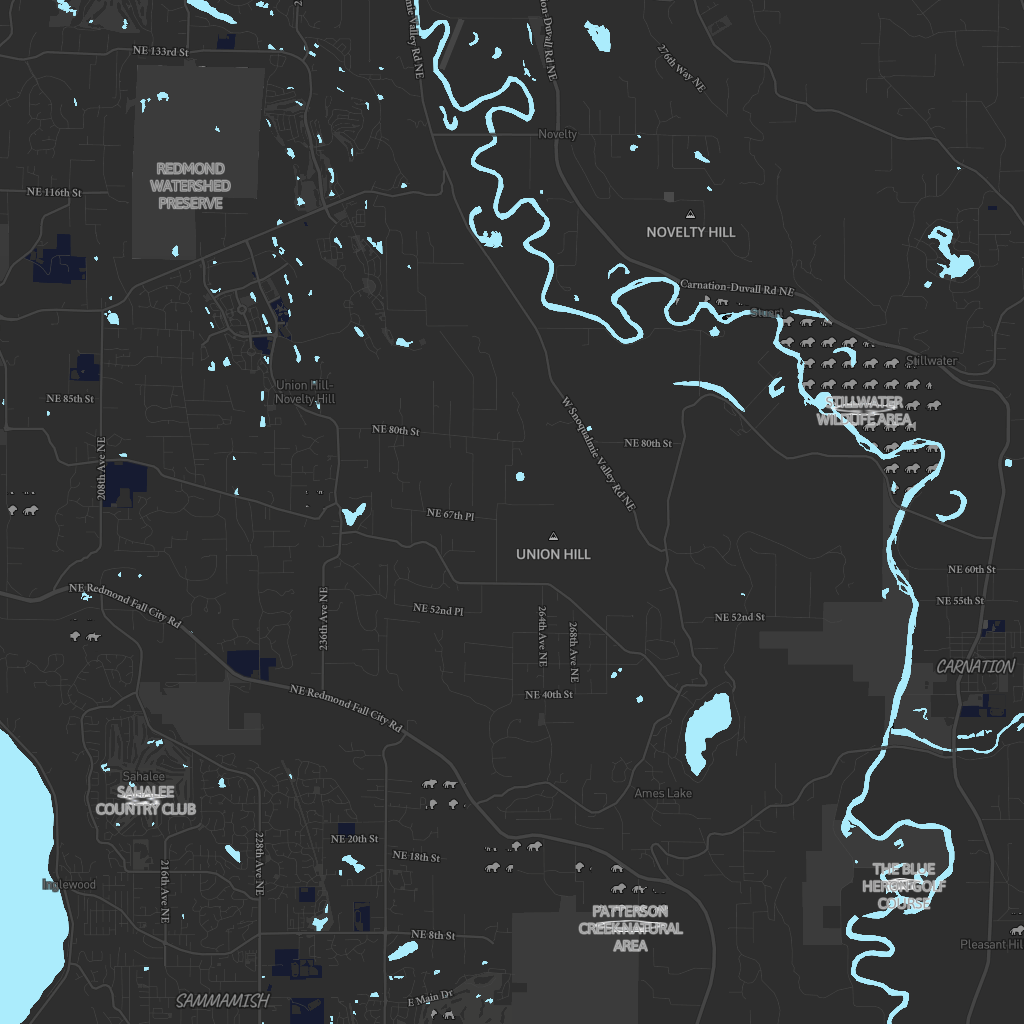 NE 133rd St
Novelty
276th Way NE
REDMOND
WATERSHED
PRESERVE
NE 116th St
NOVELTY HILL
Carnation-Duvall Rd NE
Stuart
Stillwater
Union Hill-
Novelty Hill
NE 85th St
STILLWATER
WILDLIFE AREA
NE 80th St
W Snoqualmie Valley Rd NE
NE 80th St
208th Ave NE
NE 67th Pl
UNION HILL
NE 60th St
NE Redmond Fall City Rd
236th Ave NE
NE 52nd Pl
264th Ave NE
268th Ave NE
NE 52nd St
NE 55th St
CARNATION
NE Redmond Fall City Rd
NE 40th St
Sahalee
SAHALEE
COUNTRY CLUB
Ames Lake
NE 20th St
NE 18th St
228th Ave NE
216th Ave NE
Inglewood
THE BLUE
HERON GOLF
COURSE
PATTERSON
CREEK NATURAL
AREA
NE 8th St
Pleasant Hil
SAMMAMISH
E Main Dr